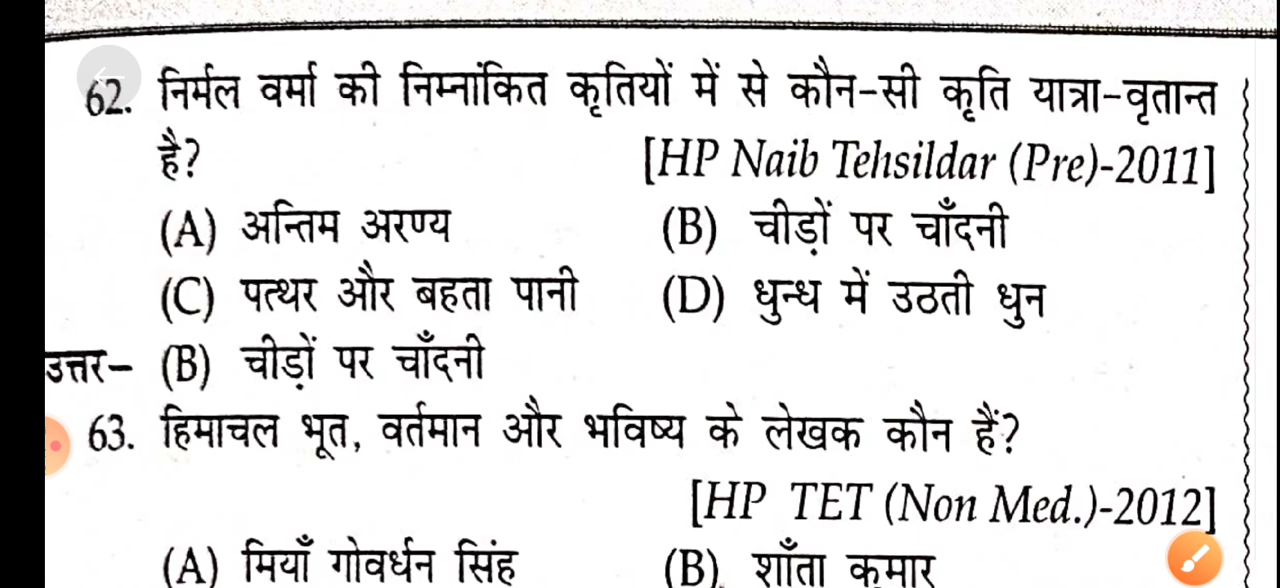 62. निर्मल वर्मा की निम्नांकित कृतियों में से कौन-सी कृति यात्रा-वृतान्त
है? [HP Naib Tehsildar (Pre)-2011]
(A) अन्तिम अरण्य (B) चीड़ों पर चाँदनी
(C) पत्थर और बहता पानी (D) धुन्ध में उठती धुन
उत्तर– (B) चीड़ों पर चाँदनी
63. हिमाचल भूत, वर्तमान और भविष्य के लेखक कौन हैं?
[HP TET (Non Med.)-2012]
(A) मियाँ गोवर्धन सिंह (B) शाँता कुमार